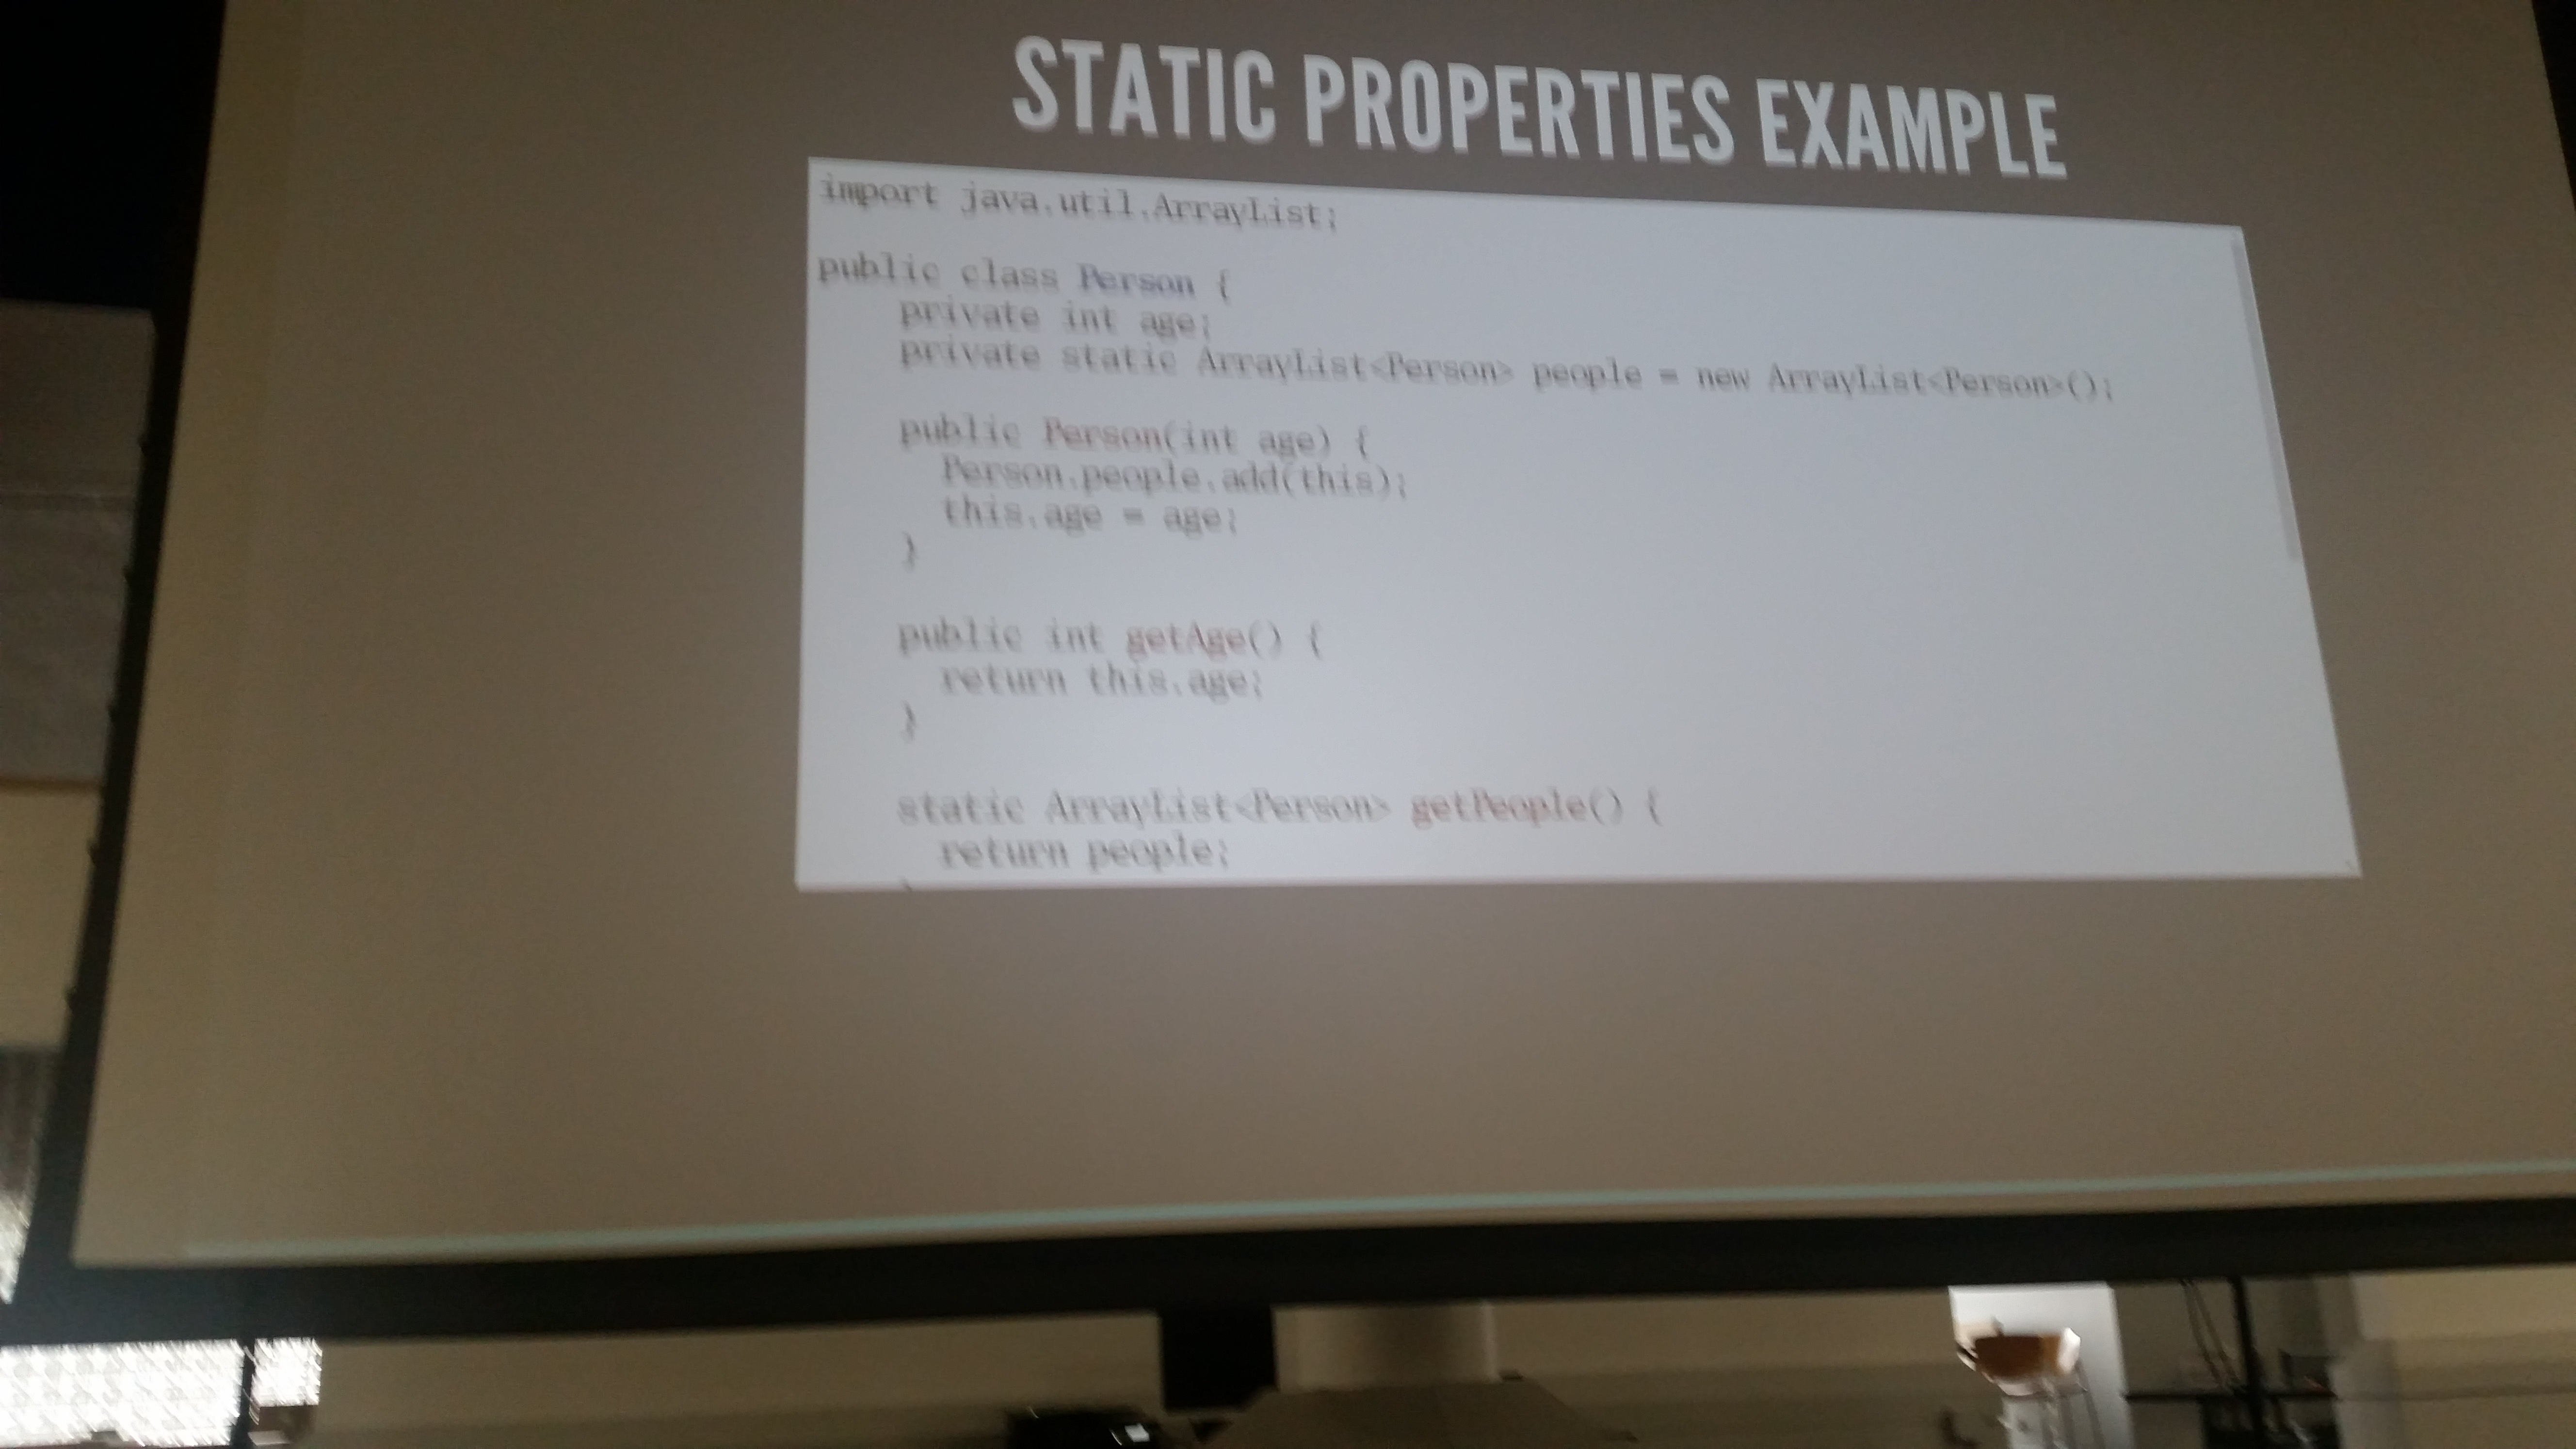 STATIC PROPERTIES EXAMPLE
import java.util.ArrayList;
public class Person {
private int age;
private static ArrayList<Person> people = new ArrayList<Person>();
public Person(int age) {
Person.people.add(this);
this.age = age;
}
public int getAge() {
return this.age;
}
static ArrayList<Person> getPeople() {
return people;